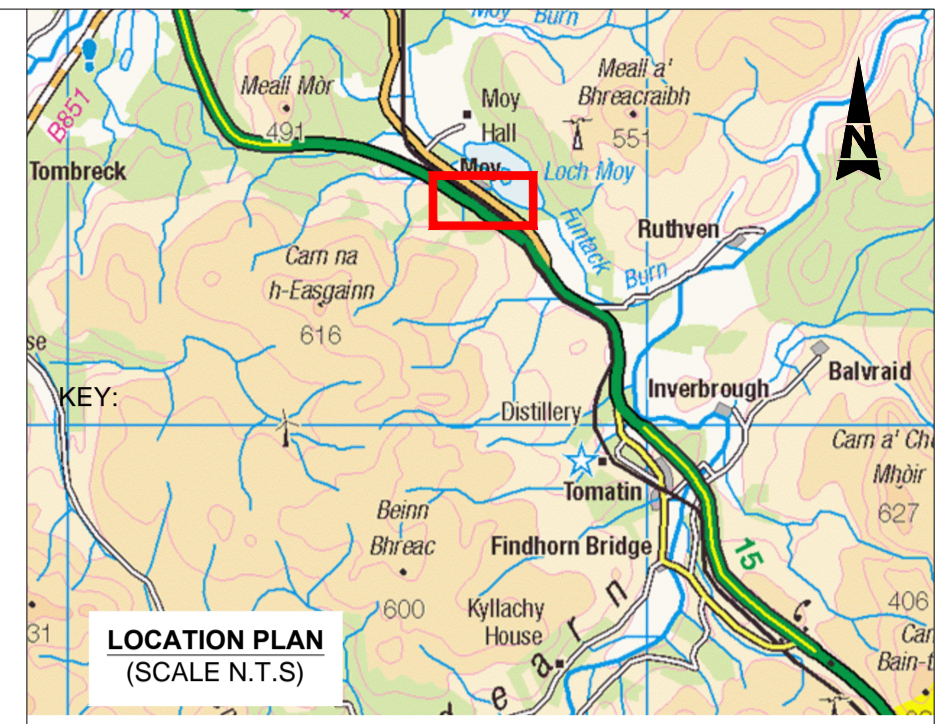 Moy Burn
B851
Meall Mòr
491
Moy
Hall
Meall a'
Bhreacraibh
551
N
Tombreck
Moy
Loch Moy
Funtack
Burn
Ruthven
Carn na
h-Easgainn
616
se
KEY:
Balvraid
Inverbrough
Distillery
Carn a' Ch
Mhòir
627
Tomatin
Beinn
Bhreac
600
Findhorn Bridge
15
Kyllachy
House
406
Car
Bain-t
31
LOCATION PLAN
(SCALE N.T.S)
d e a r n